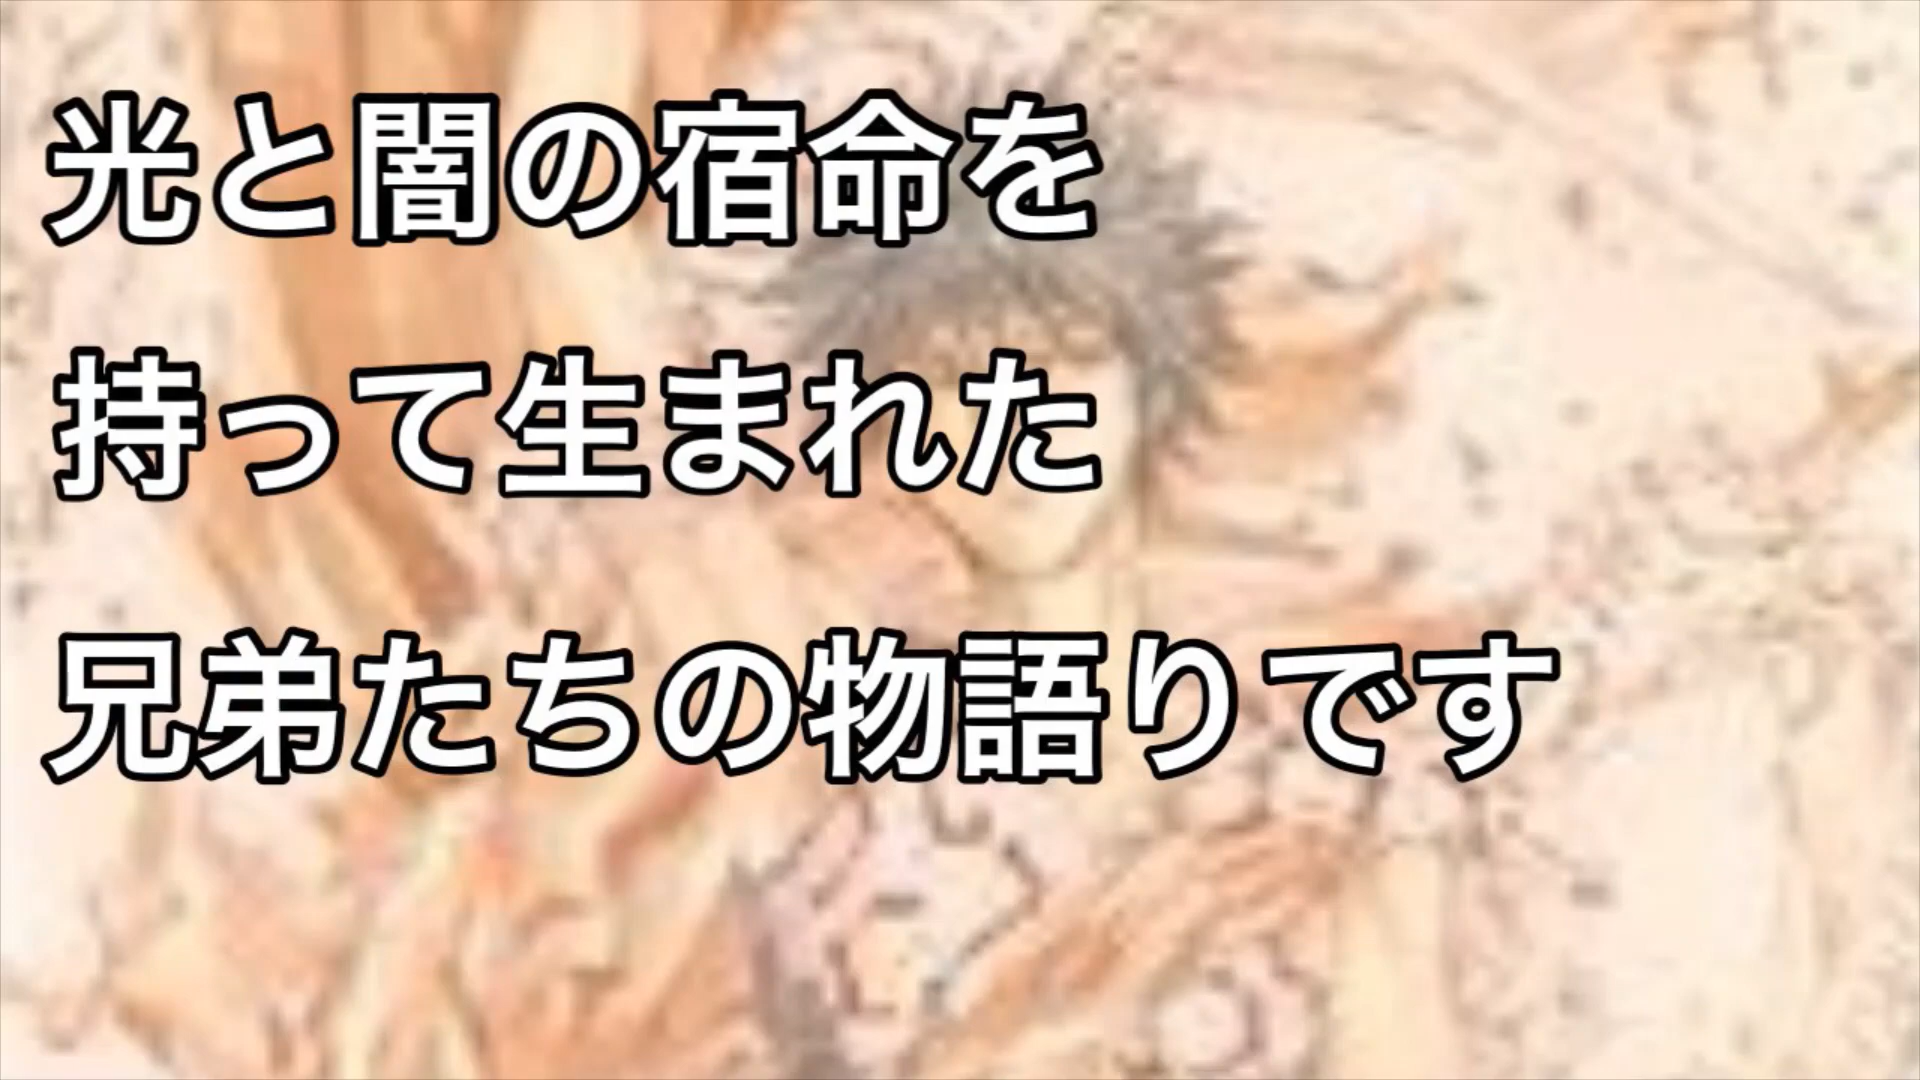 光と闇の宿命を
持って生まれた
兄弟たちの物語りです